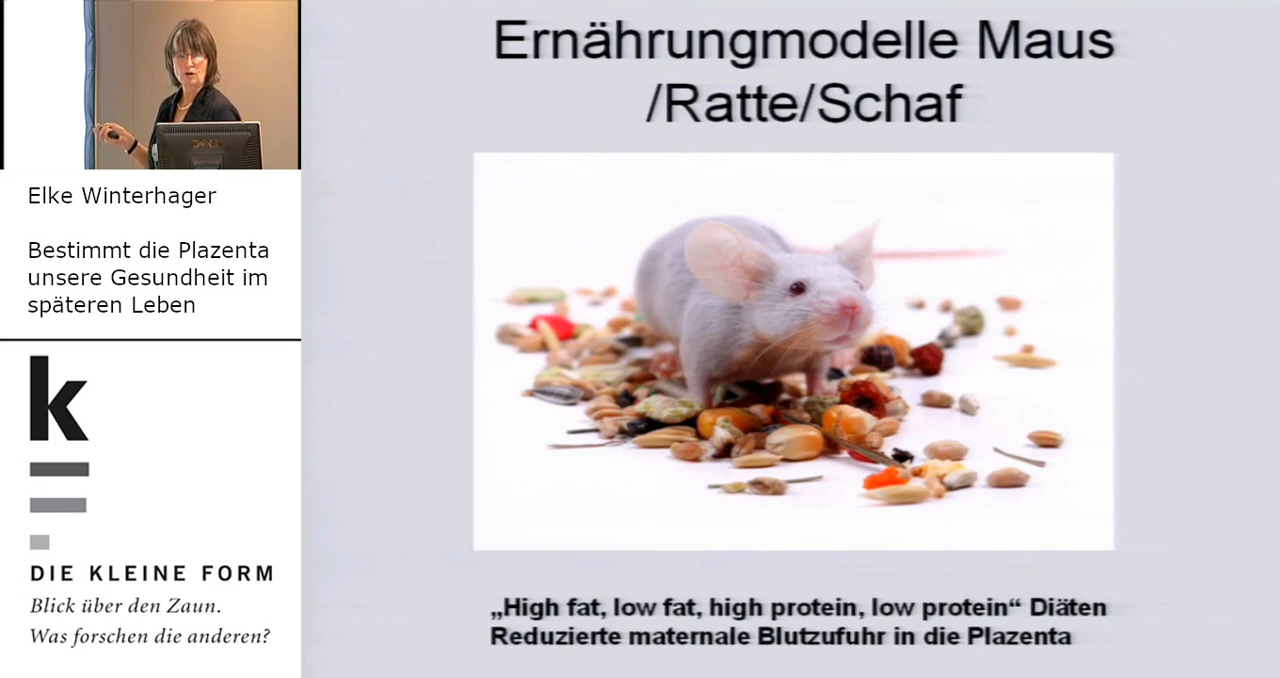 Elke Winterhager
Bestimmt die Plazenta
unsere Gesundheit im
späteren Leben
k
DIE KLEINE FORM
Blick über den Zaun.
Was forschen die anderen?
Ernährungmodelle Maus
/Ratte/Schaf
„High fat, low fat, high protein, low protein“ Diäten
Reduzierte maternale Blutzufuhr in die Plazenta
DELL